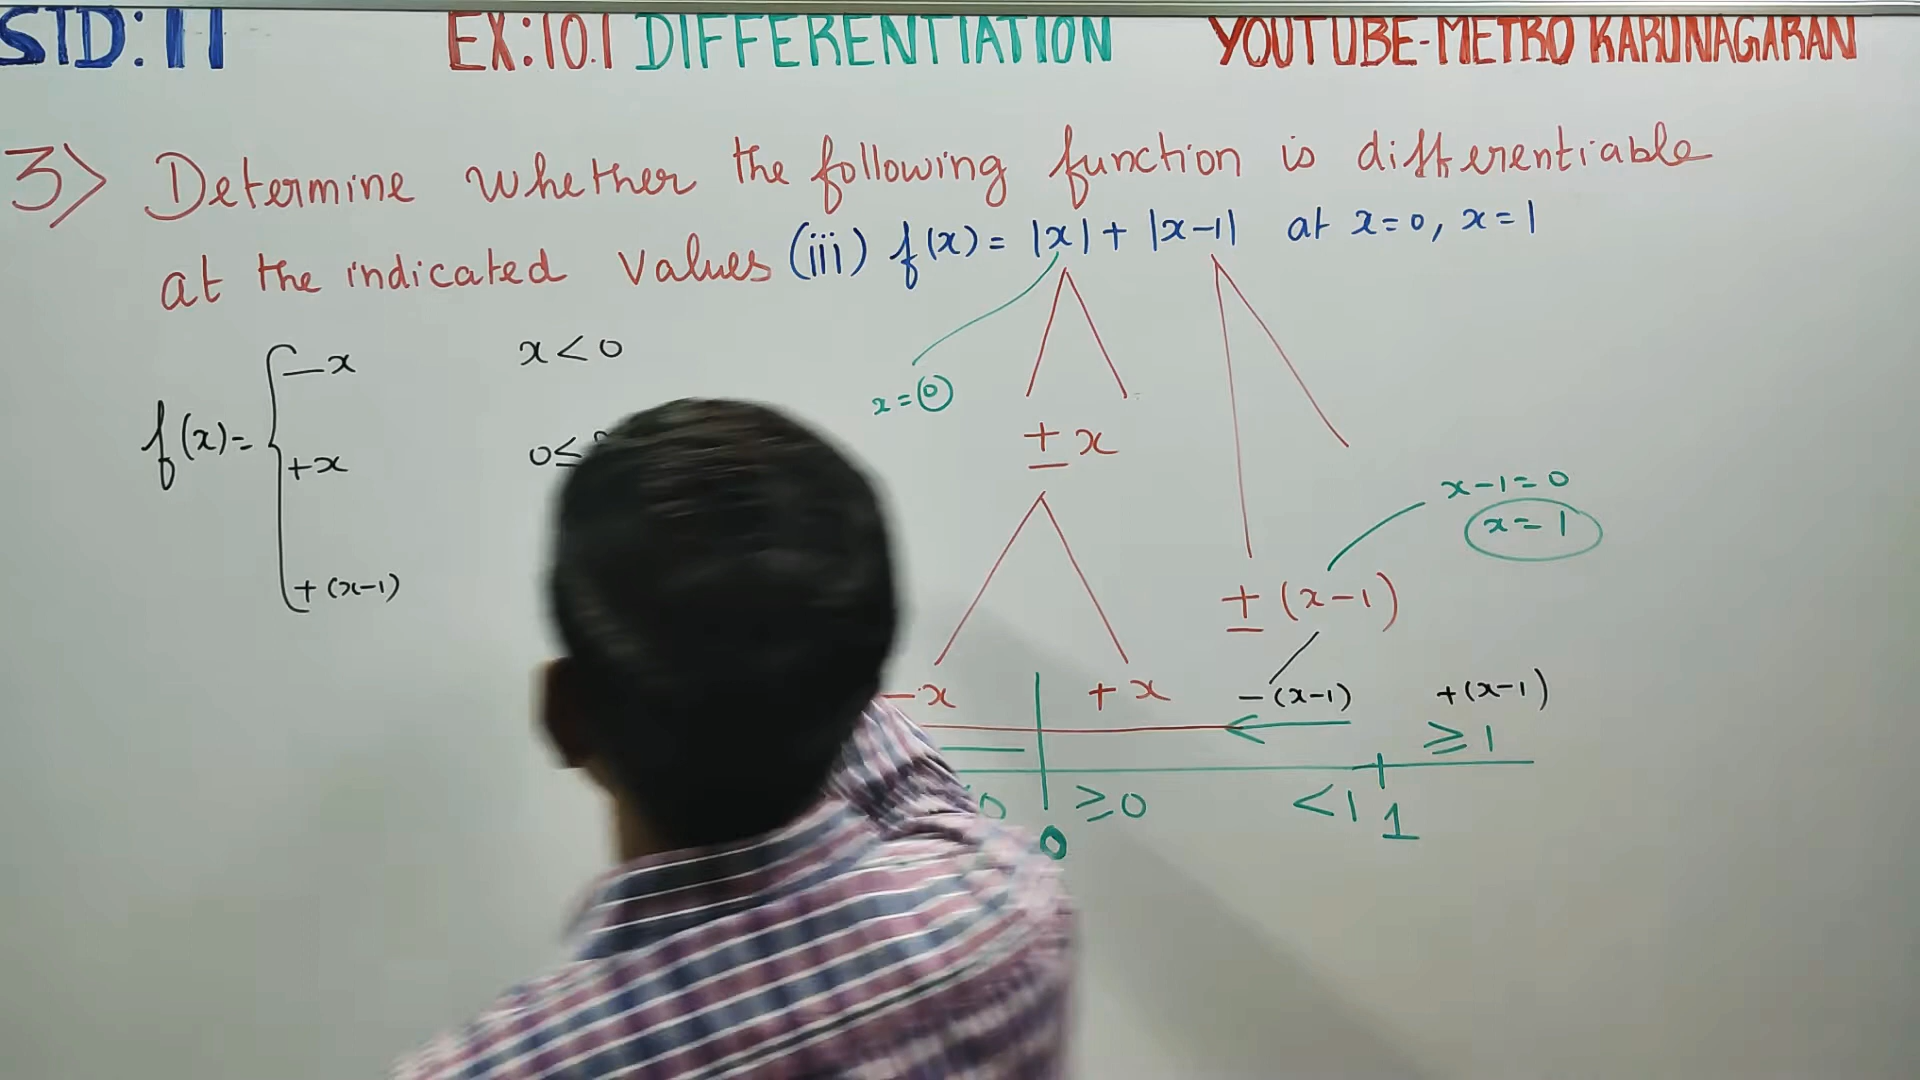 STD: 11 EX:10.1 DIFFERENTIATION YOUTUBE-METRO KARUNAGARAN
3> Determine whether the following function is differentiable
at the indicated values (iii) f(x) = |x| + |x-1| at x=0, x=1
f(x) =
-x x < 0
+x 0≤
+(x-1)
x = 0
± x
x-1=0
x = 1
± (x-1)
-x +x -(x-1) +(x-1)
≥ 1
<0 ≥0 <1 1
0